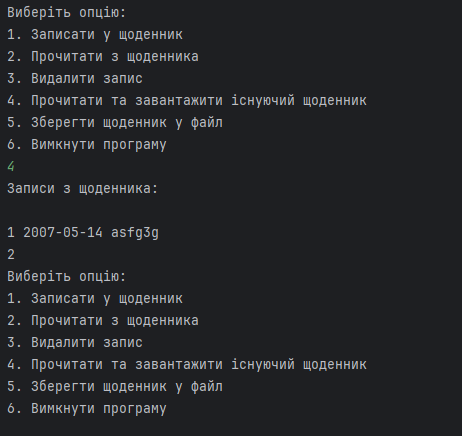 Виберіть опцію:
1. Записати у щоденник
2. Прочитати з щоденника
3. Видалити запис
4. Прочитати та завантажити існуючий щоденник
5. Зберегти щоденник у файл
6. Вимкнути програму
4
Записи з щоденника:
1 2007-05-14 asfg3g
2
Виберіть опцію:
1. Записати у щоденник
2. Прочитати з щоденника
3. Видалити запис
4. Прочитати та завантажити існуючий щоденник
5. Зберегти щоденник у файл
6. Вимкнути програму